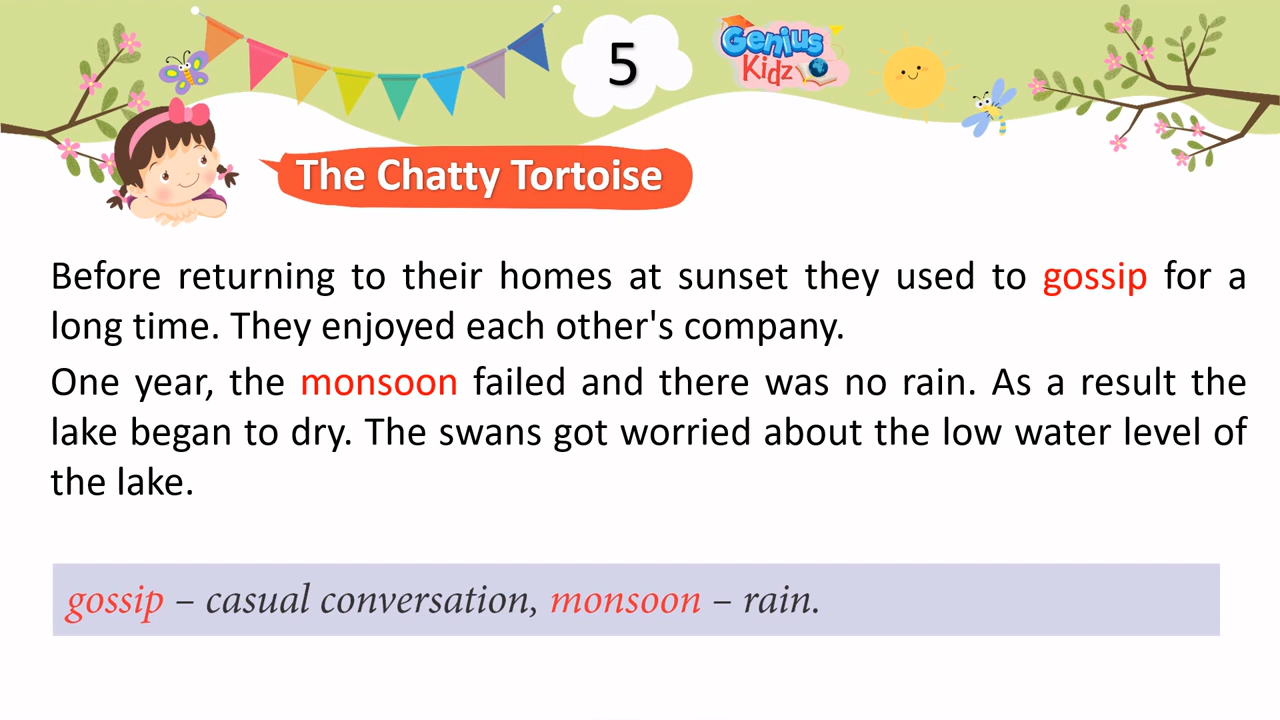 5
Genius
Kidz
The Chatty Tortoise
Before returning to their homes at sunset they used to gossip for a
long time. They enjoyed each other's company.
One year, the monsoon failed and there was no rain. As a result the
lake began to dry. The swans got worried about the low water level of
the lake.
gossip – casual conversation, monsoon – rain.